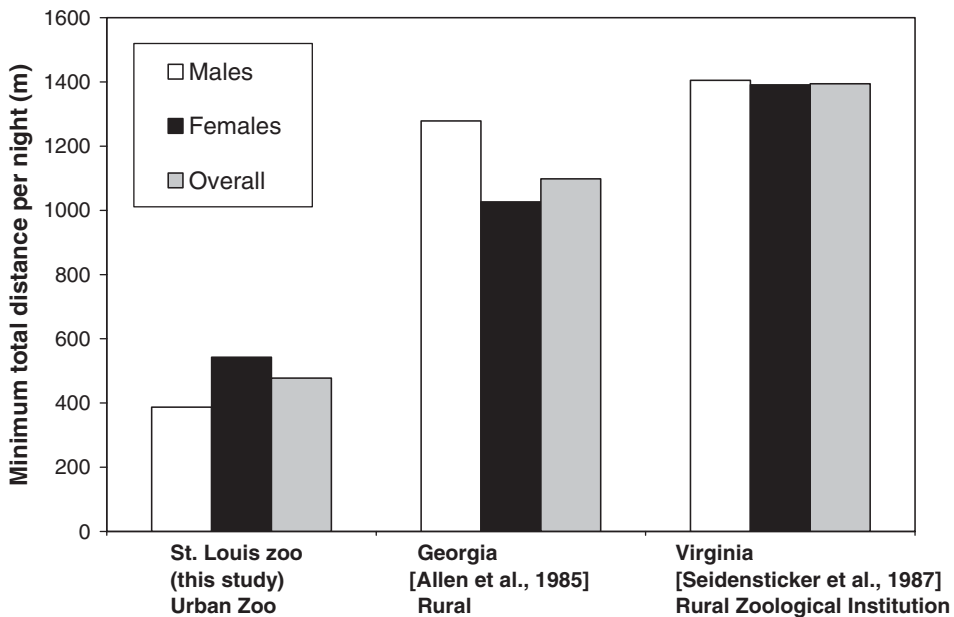 Minimum total distance per night (m)
1600
1400
1200
1000
800
600
400
200
0
Males
Females
Overall
St. Louis zoo
(this study)
Urban Zoo
Georgia
[Allen et al., 1985]
Rural
Virginia
[Seidensticker et al., 1987]
Rural Zoological Institution